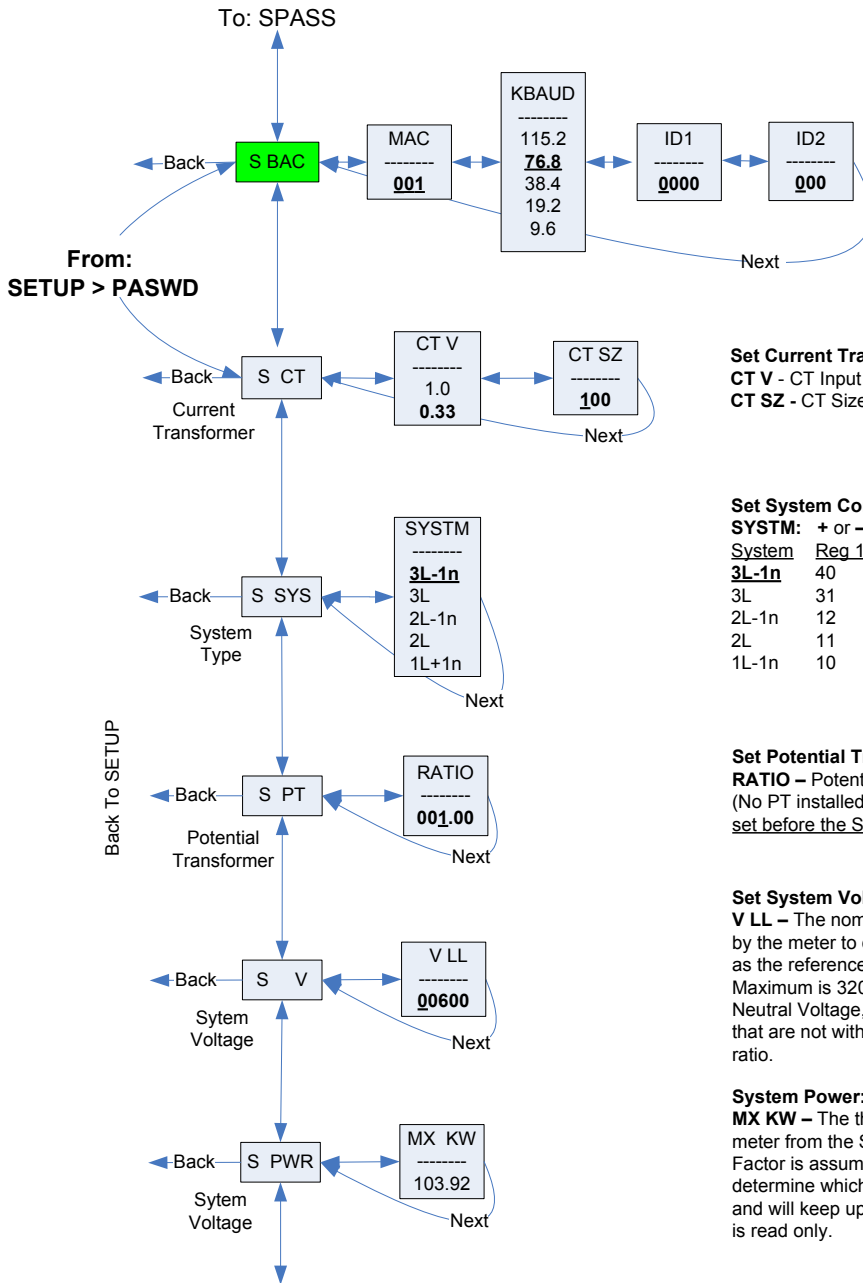 To: SPASS
Back
S BAC
MAC
--------
001
KBAUD
--------
115.2
76.8
38.4
19.2
9.6
ID1
--------
0000
ID2
--------
000
Next
From:
SETUP > PASWD
Back
S CT
Current
Transformer
CT V
--------
1.0
0.33
CT SZ
--------
100
Next
Set Current Tra
CT V - CT Input
CT SZ - CT Size
Back
S SYS
System
Type
SYSTM
--------
3L-1n
3L
2L-1n
2L
1L+1n
Next
Set System Co
SYSTM: + or –
System Reg 1
3L-1n 40
3L 31
2L-1n 12
2L 11
1L-1n 10
Back To SETUP
Back
S PT
Potential
Transformer
RATIO
--------
001.00
Next
Set Potential T
RATIO – Potent
(No PT installed
set before the S
Back
S V
Sytem
Voltage
V LL
--------
00600
Next
Set System Vol
V LL – The nom
by the meter to
as the reference
Maximum is 320
Neutral Voltage,
that are not with
ratio.
Back
S PWR
Sytem
Voltage
MX KW
--------
103.92
Next
System Power:
MX KW – The th
meter from the S
Factor is assum
determine which
and will keep up
is read only.